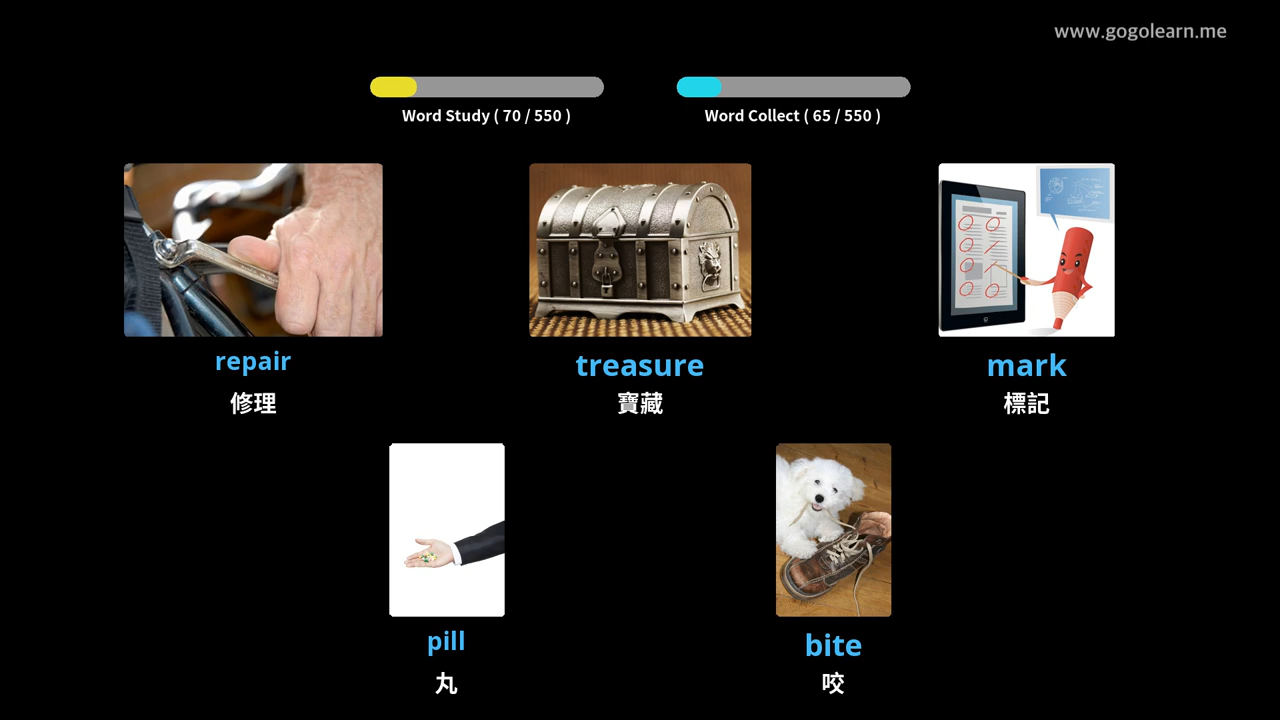 www.gogolearn.me
Word Study ( 70 / 550 )
Word Collect ( 65 / 550 )
repair
修理
treasure
寶藏
mark
標記
pill
丸
bite
咬